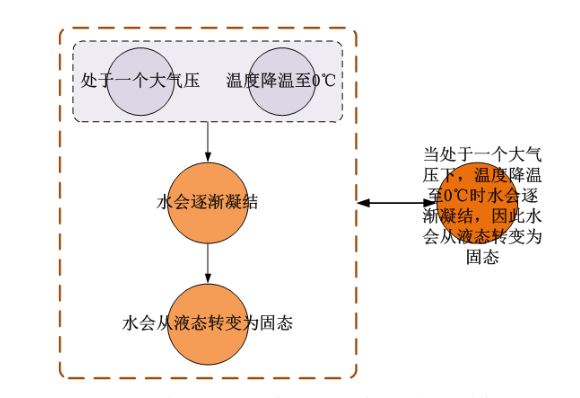 处于一个大气压
温度降温至0℃
水会逐渐凝结
水会从液态转变为固态
当处于一个大气
压下，温度降温
至0℃时水会逐
渐凝结，因此水
会从液态转变为
固态